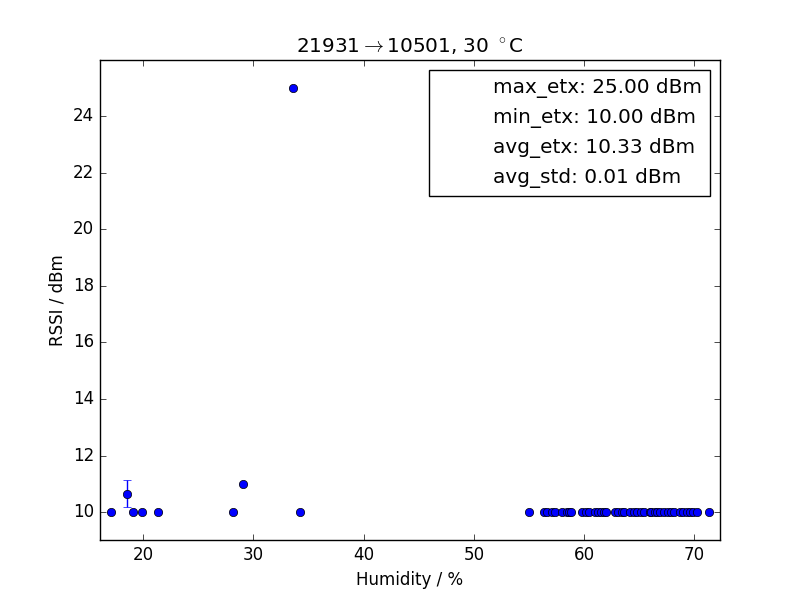 21931→10501, 30 °C
max_etx: 25.00 dBm
min_etx: 10.00 dBm
avg_etx: 10.33 dBm
avg_std: 0.01 dBm
RSSI / dBm
24
22
20
18
16
14
12
10
20 30 40 50 60 70
Humidity / %